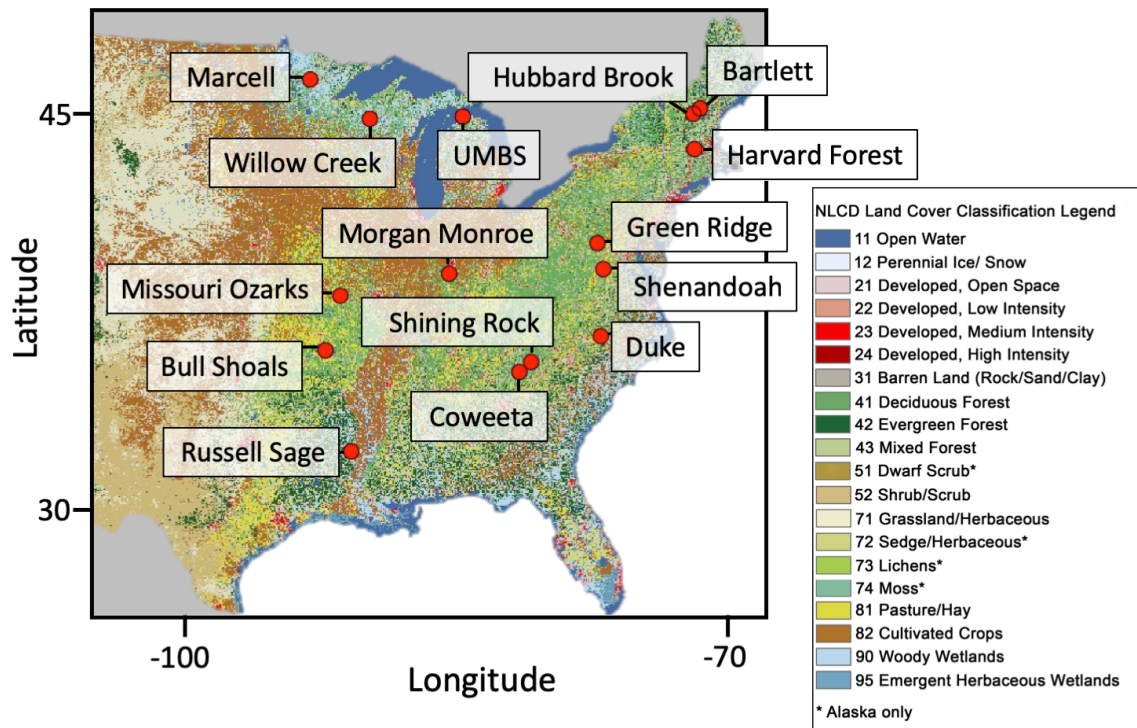 Marcell
Hubbard Brook
Bartlett
45
Willow Creek
UMBS
Harvard Forest
Morgan Monroe
Green Ridge
Missouri Ozarks
Shenandoah
Shining Rock
Bull Shoals
Duke
Coweeta
Russell Sage
30
Latitude
-100
-70
Longitude
NLCD Land Cover Classification Legend
11 Open Water
12 Perennial Ice/ Snow
21 Developed, Open Space
22 Developed, Low Intensity
23 Developed, Medium Intensity
24 Developed, High Intensity
31 Barren Land (Rock/Sand/Clay)
41 Deciduous Forest
42 Evergreen Forest
43 Mixed Forest
51 Dwarf Scrub*
52 Shrub/Scrub
71 Grassland/Herbaceous
72 Sedge/Herbaceous*
73 Lichens*
74 Moss*
81 Pasture/Hay
82 Cultivated Crops
90 Woody Wetlands
95 Emergent Herbaceous Wetlands
* Alaska only